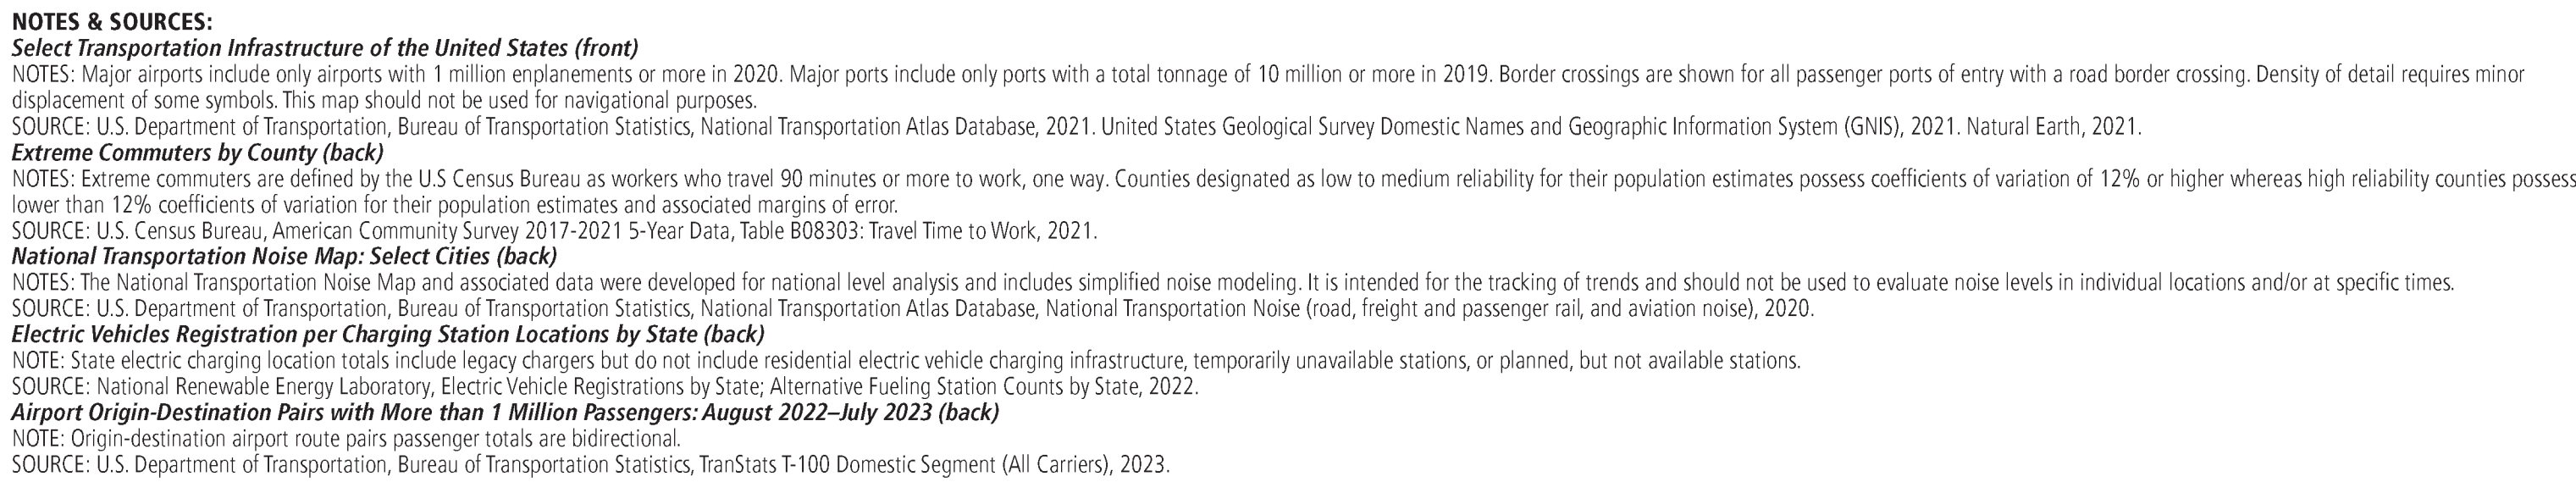 NOTES & SOURCES:
Select Transportation Infrastructure of the United States (front)
NOTES: Major airports include only airports with 1 million enplanements or more in 2020. Major ports include only ports with a total tonnage of 10 million or more in 2019. Border crossings are shown for all passenger ports of entry with a road border crossing. Density of detail requires minor
displacement of some symbols. This map should not be used for navigational purposes.
SOURCE: U.S. Department of Transportation, Bureau of Transportation Statistics, National Transportation Atlas Database, 2021. United States Geological Survey Domestic Names and Geographic Information System (GNIS), 2021. Natural Earth, 2021.
Extreme Commuters by County (back)
NOTES: Extreme commuters are defined by the U.S Census Bureau as workers who travel 90 minutes or more to work, one way. Counties designated as low to medium reliability for their population estimates possess coefficients of variation of 12% or higher whereas high reliability counties possess
lower than 12% coefficients of variation for their population estimates and associated margins of error.
SOURCE: U.S. Census Bureau, American Community Survey 2017-2021 5-Year Data, Table B08303: Travel Time to Work, 2021.
National Transportation Noise Map: Select Cities (back)
NOTES: The National Transportation Noise Map and associated data were developed for national level analysis and includes simplified noise modeling. It is intended for the tracking of trends and should not be used to evaluate noise levels in individual locations and/or at specific times.
SOURCE: U.S. Department of Transportation, Bureau of Transportation Statistics, National Transportation Atlas Database, National Transportation Noise (road, freight and passenger rail, and aviation noise), 2020.
Electric Vehicles Registration per Charging Station Locations by State (back)
NOTE: State electric charging location totals include legacy chargers but do not include residential electric vehicle charging infrastructure, temporarily unavailable stations, or planned, but not available stations.
SOURCE: National Renewable Energy Laboratory, Electric Vehicle Registrations by State; Alternative Fueling Station Counts by State, 2022.
Airport Origin-Destination Pairs with More than 1 Million Passengers: August 2022–July 2023 (back)
NOTE: Origin-destination airport route pairs passenger totals are bidirectional.
SOURCE: U.S. Department of Transportation, Bureau of Transportation Statistics, TranStats T-100 Domestic Segment (All Carriers), 2023.